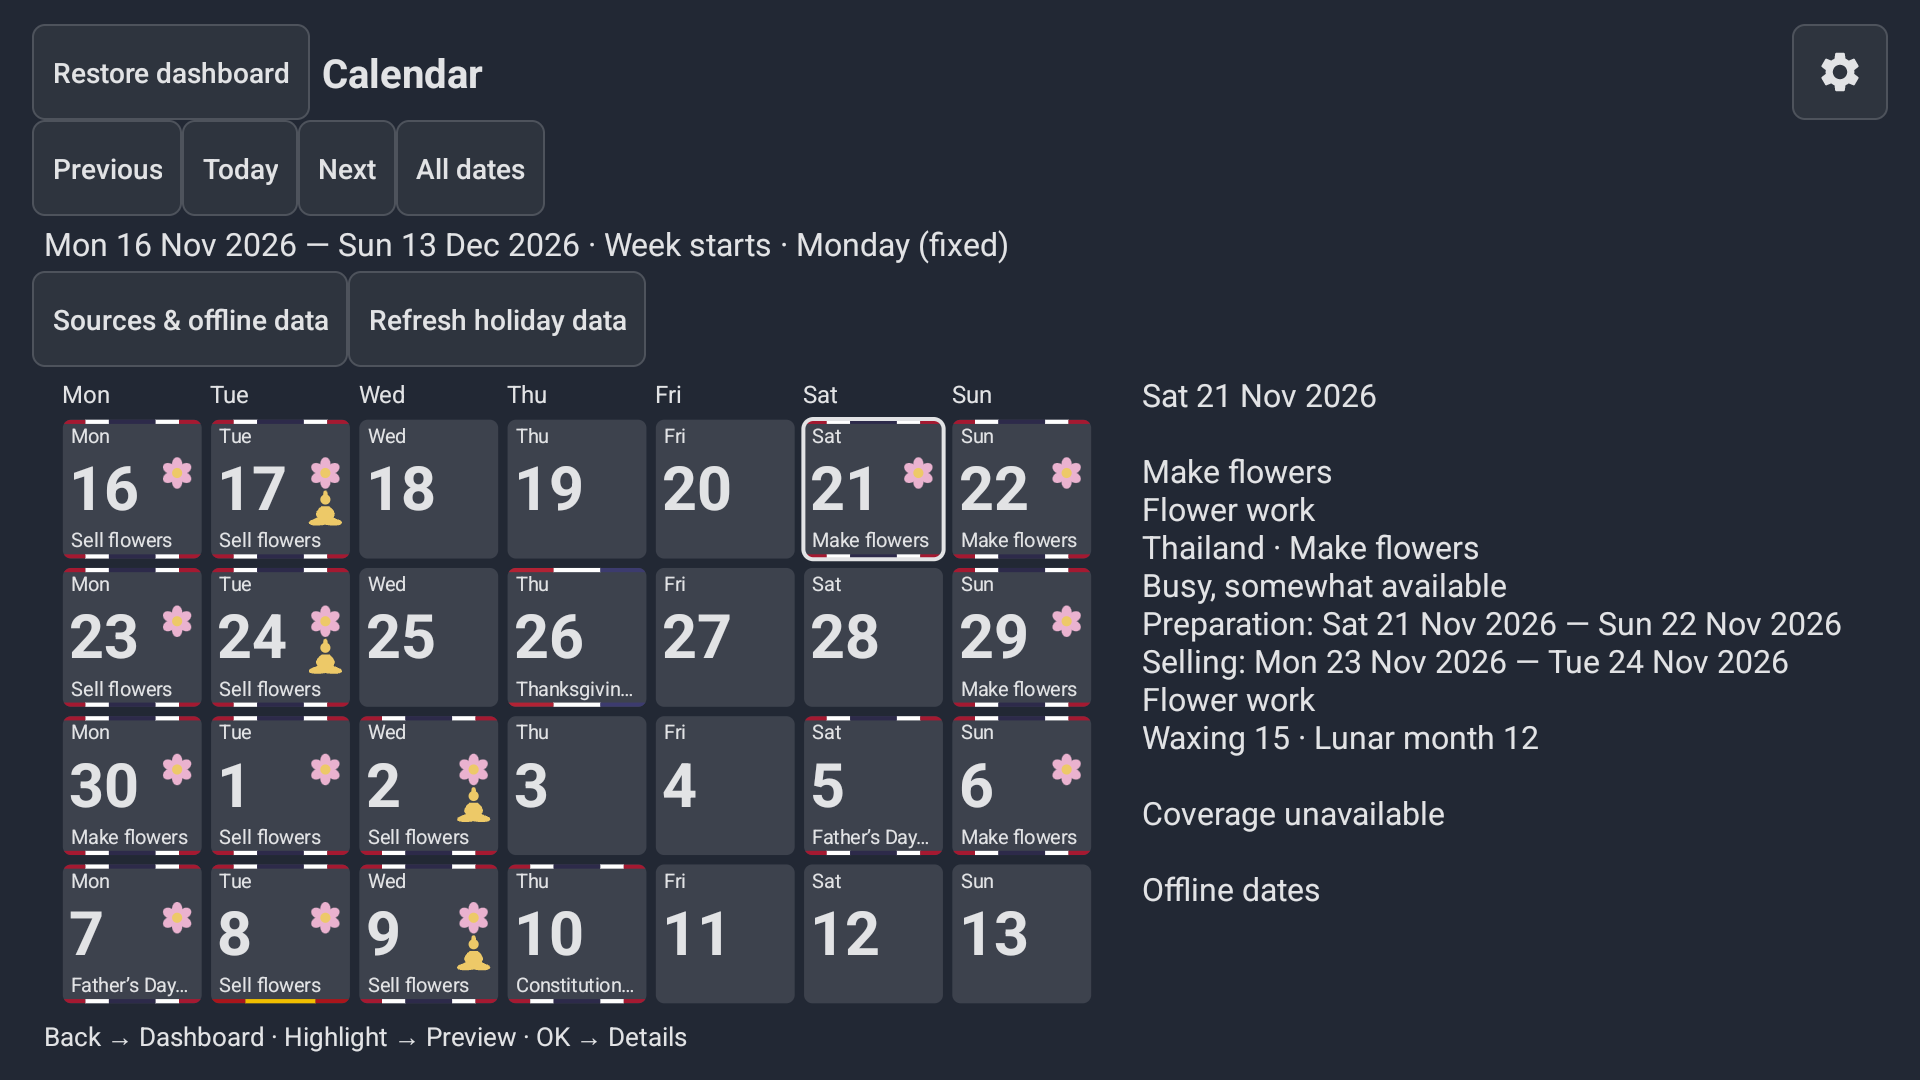 Restore dashboard
Calendar
Previous
Today
Next
All dates
Mon 16 Nov 2026 — Sun 13 Dec 2026 · Week starts · Monday (fixed)
Sources & offline data
Refresh holiday data
Mon Tue Wed Thu Fri Sat Sun
Mon Tue Wed Thu Fri Sat Sun
16 17 18 19 20 21 22
Sell flowers Sell flowers Make flowers Make flowers
Mon Tue Wed Thu Fri Sat Sun
23 24 25 26 27 28 29
Sell flowers Sell flowers Thanksgivin... Make flowers
Mon Tue Wed Thu Fri Sat Sun
30 1 2 3 4 5 6
Make flowers Sell flowers Sell flowers Father's Day... Make flowers
Mon Tue Wed Thu Fri Sat Sun
7 8 9 10 11 12 13
Father's Day... Sell flowers Sell flowers Constitution...
Sat 21 Nov 2026
Make flowers
Flower work
Thailand · Make flowers
Busy, somewhat available
Preparation: Sat 21 Nov 2026 — Sun 22 Nov 2026
Selling: Mon 23 Nov 2026 — Tue 24 Nov 2026
Flower work
Waxing 15 · Lunar month 12
Coverage unavailable
Offline dates
Back → Dashboard · Highlight → Preview · OK → Details